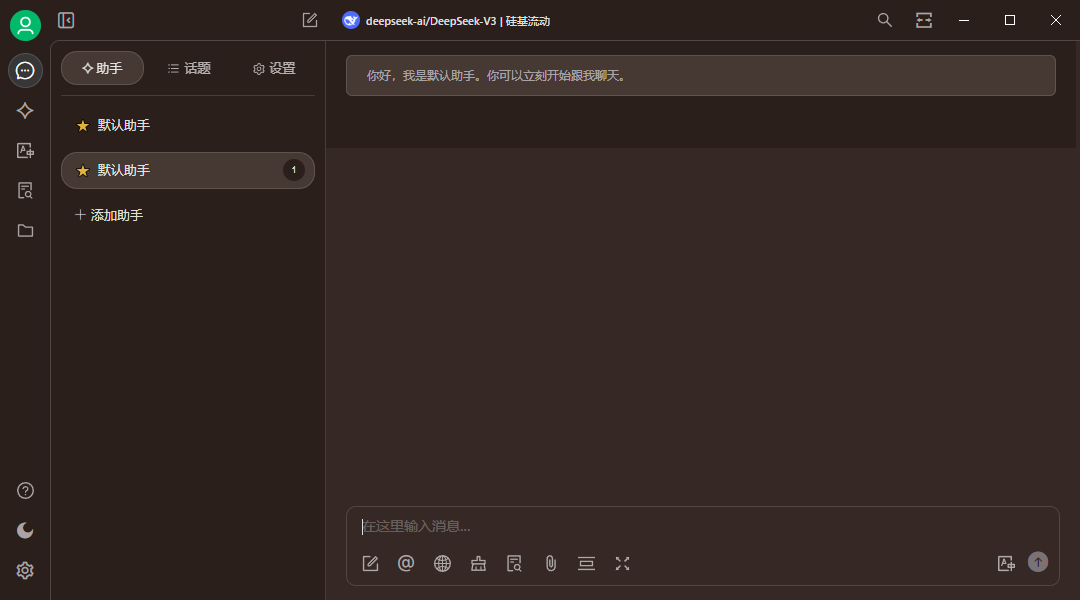 deepseek-ai/DeepSeek-V3 | 硅基流动
助手
话题
设置
默认助手
默认助手
1
添加助手
你好，我是默认助手。你可以立刻开始跟我聊天。
在这里输入消息...